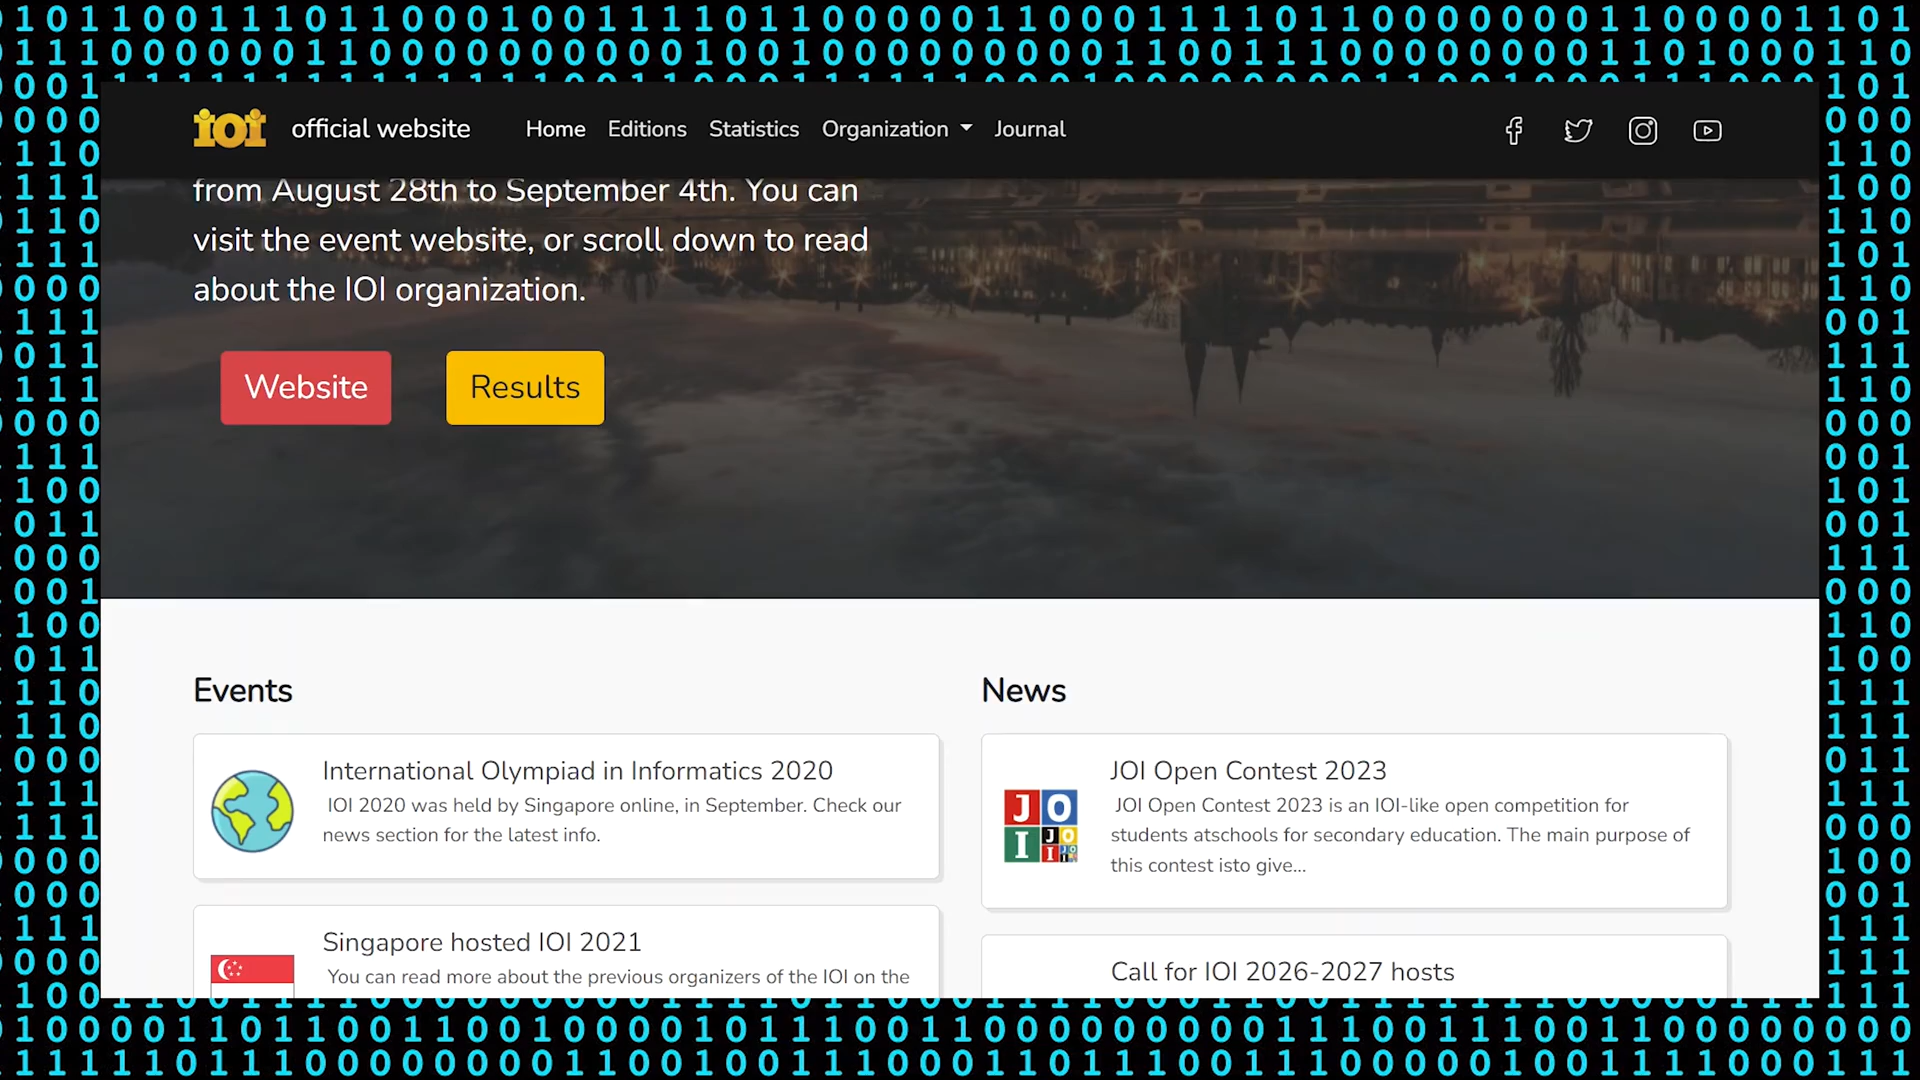 IOI official website Home Editions Statistics Organization Journal
from August 28th to September 4th. You can
visit the event website, or scroll down to read
about the IOI organization.
Website Results
Events
International Olympiad in Informatics 2020
IOI 2020 was held by Singapore online, in September. Check our
news section for the latest info.
Singapore hosted IOI 2021
You can read more about the previous organizers of the IOI on the
News
JOI
JOI Open Contest 2023
JOI Open Contest 2023 is an IOI-like open competition for
students atschools for secondary education. The main purpose of
this contest isto give...
Call for IOI 2026-2027 hosts